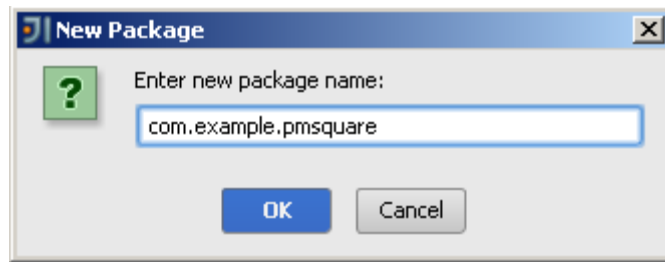 New Package
Enter new package name:
com.example.pmsquare
OK
Cancel